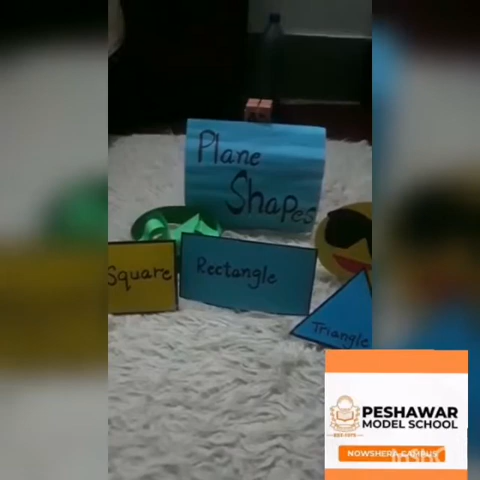 Plane
Shapes
Square
Rectangle
Triangle
PESHAWAR
MODEL SCHOOL
NOWSHERA CAMPUS